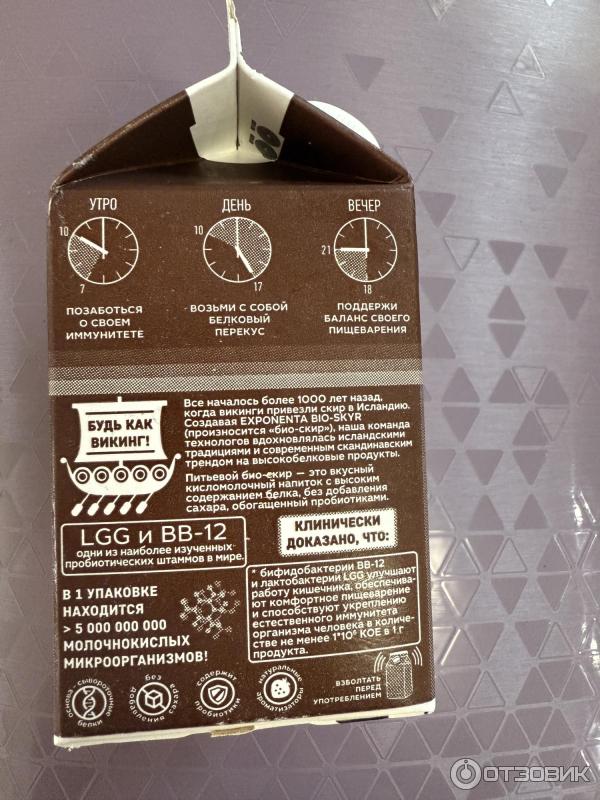 УТРО
10
7
ПОЗАБОТЬСЯ
О СВОЕМ
ИММУНИТЕТЕ
ДЕНЬ
10
17
ВОЗЬМИ С СОБОЙ
БЕЛКОВЫЙ
ПЕРЕКУС
ВЕЧЕР
21
18
ПОДДЕРЖИ
БАЛАНС СВОЕГО
ПИЩЕВАРЕНИЯ
БУДЬ КАК
ВИКИНГ!
Все началось более 1000 лет назад,
когда викинги привезли скир в Исландию.
Создавая EXPONENTA BIO-SKYR
(произносится «био-скир»), наша команда
технологов вдохновлялась исландскими
традициями и современным скандинавским
трендом на высокобелковые продукты.
Питьевой био-скир — это вкусный
кисломолочный напиток с высоким
содержанием белка, без добавления
сахара, обогащенный пробиотиками.
LGG и BB-12
одни из наиболее изученных
пробиотических штаммов в мире.
КЛИНИЧЕСКИ
ДОКАЗАНО, ЧТО:
* бифидобактерии BB-12
и лактобактерии LGG улучшают
работу кишечника, обеспечива-
ют комфортное пищеварение
и способствуют укреплению
естественного иммунитета
организма человека в количе-
стве не менее 1*10⁶ КОЕ в 1 г
продукта.
В 1 УПАКОВКЕ
НАХОДИТСЯ
> 5 000 000 000
МОЛОЧНОКИСЛЫХ
МИКРООРГАНИЗМОВ!
основа - сывороточные белки
без добавления сахара
содержит пробиотики
натуральные ароматизаторы
ВЗБОЛТАТЬ
ПЕРЕД
УПОТРЕБЛЕНИЕМ
ОТЗОВИК